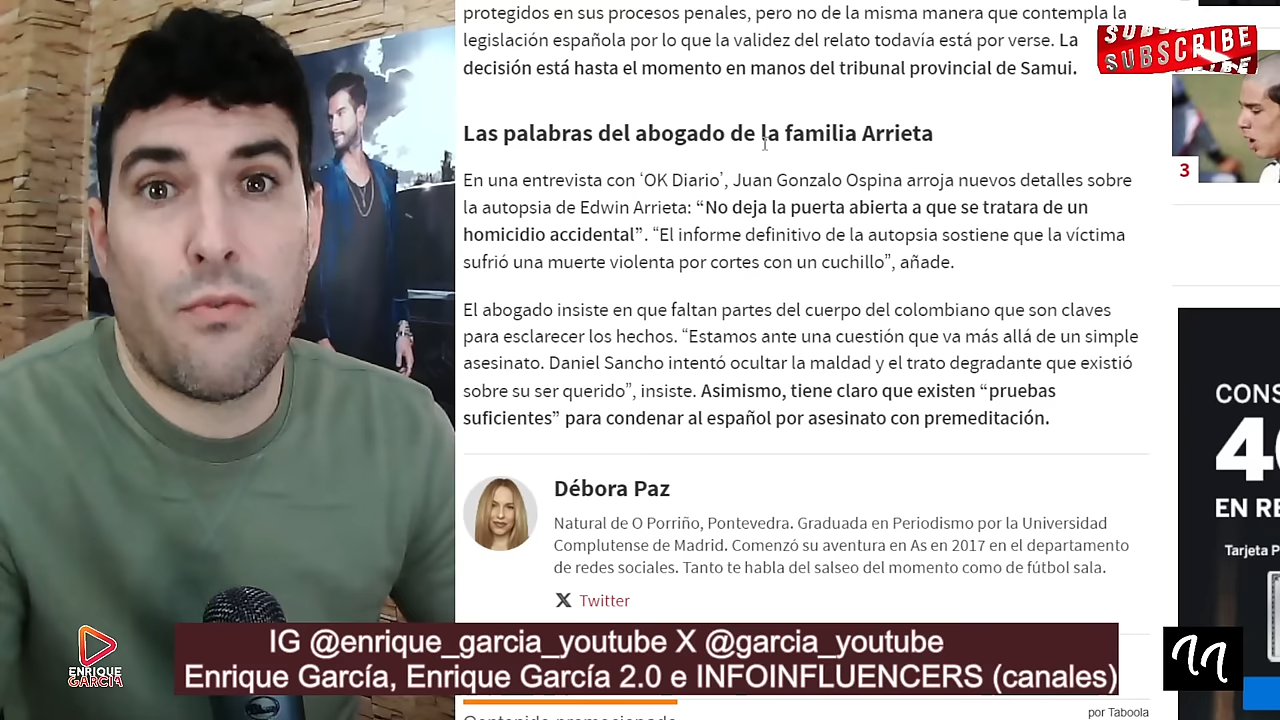 protegidos en sus procesos penales, pero no de la misma manera que contempla la
legislación española por lo que la validez del relato todavía está por verse. La
decisión está hasta el momento en manos del tribunal provincial de Samui.
SUBSCRIBE
Las palabras del abogado de la familia Arrieta
3
En una entrevista con ‘OK Diario’, Juan Gonzalo Ospina arroja nuevos detalles sobre
la autopsia de Edwin Arrieta: “No deja la puerta abierta a que se tratara de un
homicidio accidental”. “El informe definitivo de la autopsia sostiene que la víctima
sufrió una muerte violenta por cortes con un cuchillo”, añade.
El abogado insiste en que faltan partes del cuerpo del colombiano que son claves
para esclarecer los hechos. “Estamos ante una cuestión que va más allá de un simple
asesinato. Daniel Sancho intentó ocultar la maldad y el trato degradante que existió
sobre su ser querido”, insiste. Asimismo, tiene claro que existen “pruebas
suficientes” para condenar al español por asesinato con premeditación.
CONS
40
EN RE
Tarjeta P
Débora Paz
Natural de O Porriño, Pontevedra. Graduada en Periodismo por la Universidad
Complutense de Madrid. Comenzó su aventura en As en 2017 en el departamento
de redes sociales. Tanto te habla del salseo del momento como de fútbol sala.
X Twitter
ENRIQUE
GARCÍA
IG @enrique_garcia_youtube X @garcia_youtube
Enrique García, Enrique García 2.0 e INFOINFLUENCERS (canales)
Contenido promocionado
por Taboola